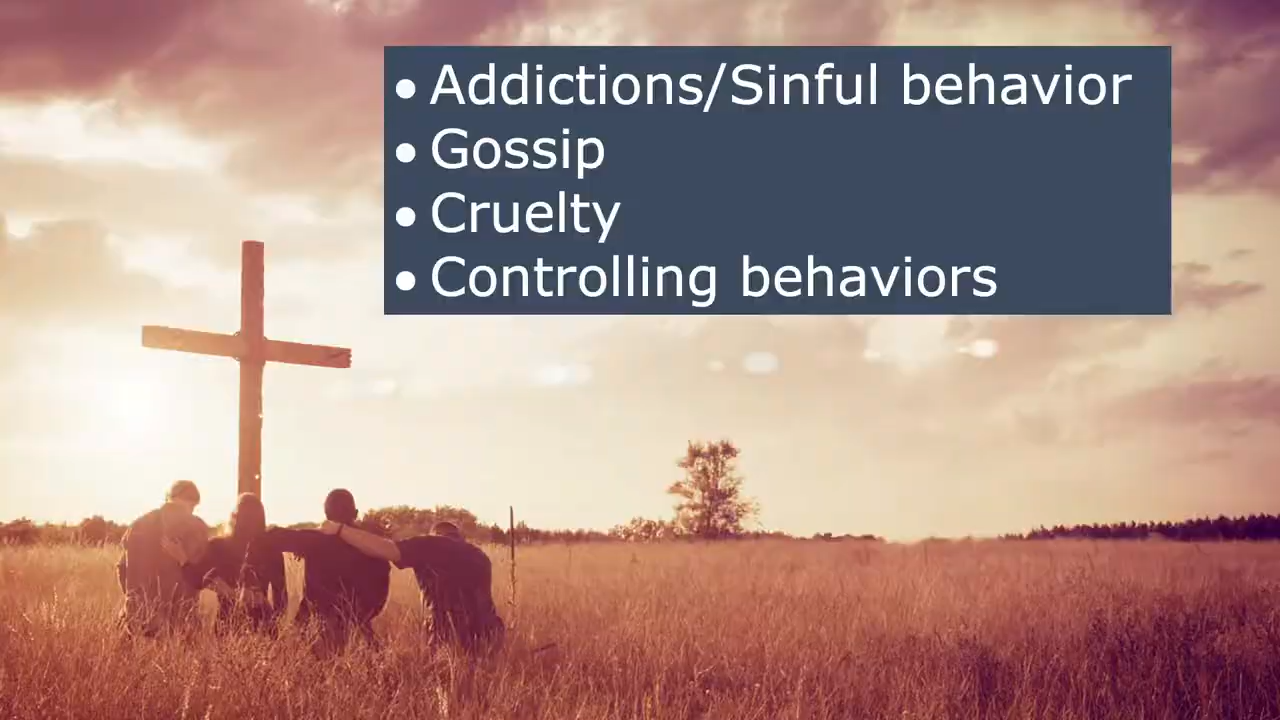 • Addictions/Sinful behavior
• Gossip
• Cruelty
• Controlling behaviors